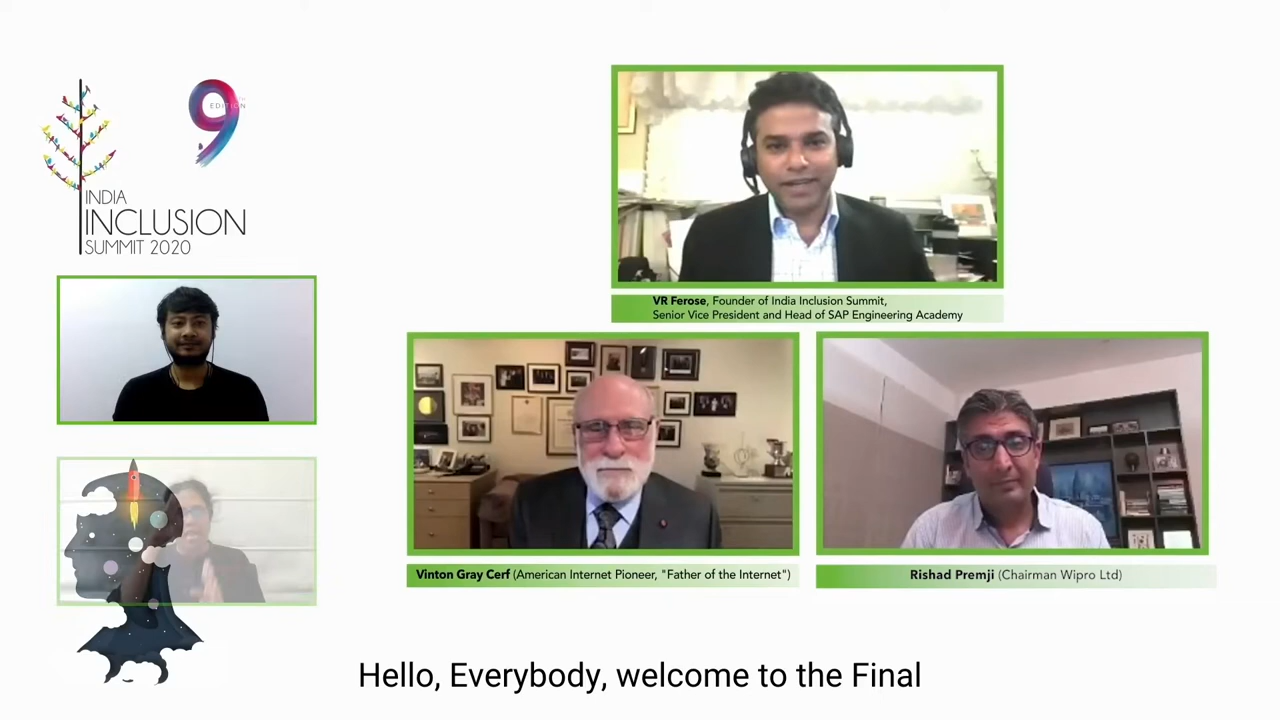 9
TH
EDITION
INDIA
INCLUSION
SUMMIT 2020
VR Ferose, Founder of India Inclusion Summit,
Senior Vice President and Head of SAP Engineering Academy
Vinton Gray Cerf (American Internet Pioneer, "Father of the Internet")
Rishad Premji (Chairman Wipro Ltd)
Hello, Everybody, welcome to the Final